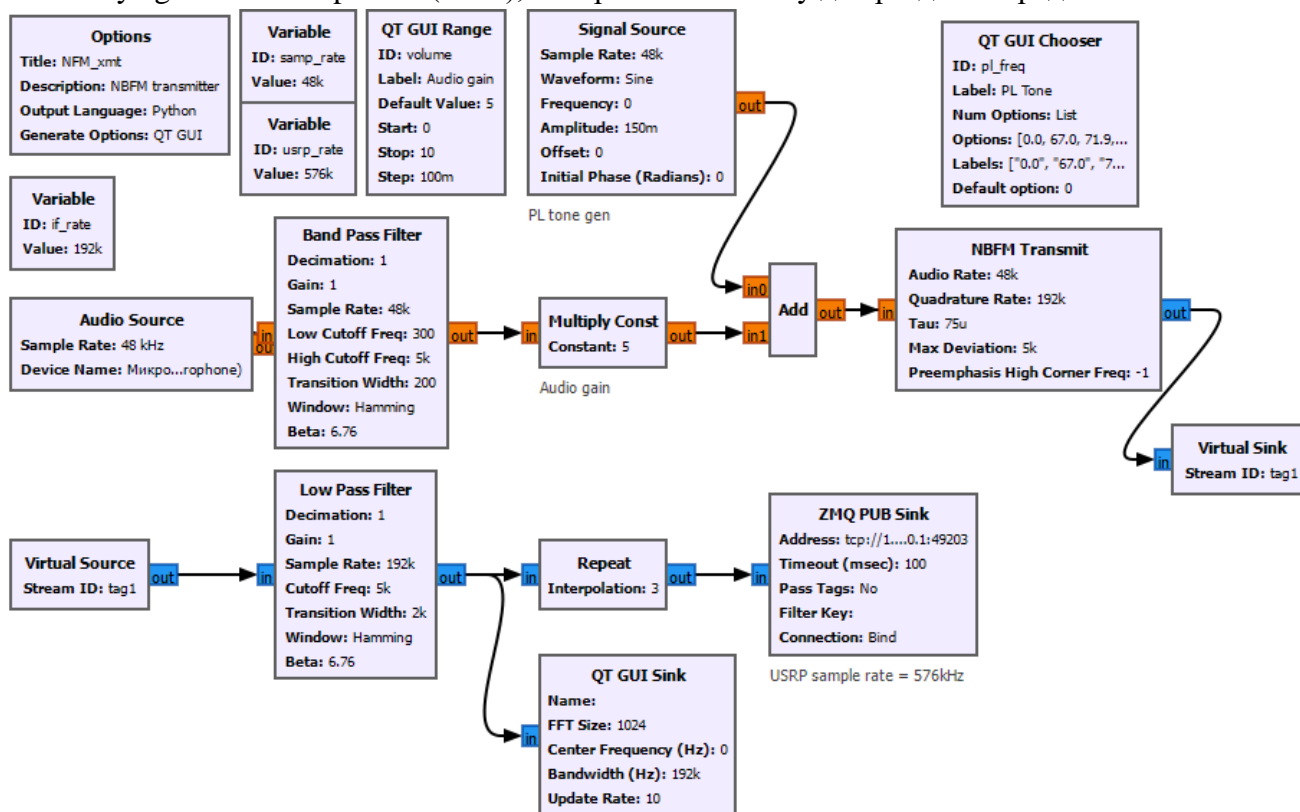 Options
Title: NFM_xmt
Description: NBFM transmitter
Output Language: Python
Generate Options: QT GUI
Variable
ID: samp_rate
Value: 48k
Variable
ID: usrp_rate
Value: 576k
QT GUI Range
ID: volume
Label: Audio gain
Default Value: 5
Start: 0
Stop: 10
Step: 100m
Signal Source
Sample Rate: 48k
Waveform: Sine
Frequency: 0
Amplitude: 150m
Offset: 0
Initial Phase (Radians): 0
out
PL tone gen
QT GUI Chooser
ID: pl_freq
Label: PL Tone
Num Options: List
Options: [0.0, 67.0, 71.9,...
Labels: ["0.0", "67.0", "7...
Default option: 0
Variable
ID: if_rate
Value: 192k
Audio Source
Sample Rate: 48 kHz
Device Name: Микро...rophone)
out
in
Band Pass Filter
Decimation: 1
Gain: 1
Sample Rate: 48k
Low Cutoff Freq: 300
High Cutoff Freq: 5k
Transition Width: 200
Window: Hamming
Beta: 6.76
out
in
Multiply Const
Constant: 5
out
Audio gain
in0
in1
Add
out
in
NBFM Transmit
Audio Rate: 48k
Quadrature Rate: 192k
Tau: 75u
Max Deviation: 5k
Preemphasis High Corner Freq: -1
out
in
Virtual Sink
Stream ID: tag1
Virtual Source
Stream ID: tag1
out
in
Low Pass Filter
Decimation: 1
Gain: 1
Sample Rate: 192k
Cutoff Freq: 5k
Transition Width: 2k
Window: Hamming
Beta: 6.76
out
in
Repeat
Interpolation: 3
out
in
ZMQ PUB Sink
Address: tcp://1....0.1:49203
Timeout (msec): 100
Pass Tags: No
Filter Key:
Connection: Bind
USRP sample rate = 576kHz
in
QT GUI Sink
Name:
FFT Size: 1024
Center Frequency (Hz): 0
Bandwidth (Hz): 192k
Update Rate: 10